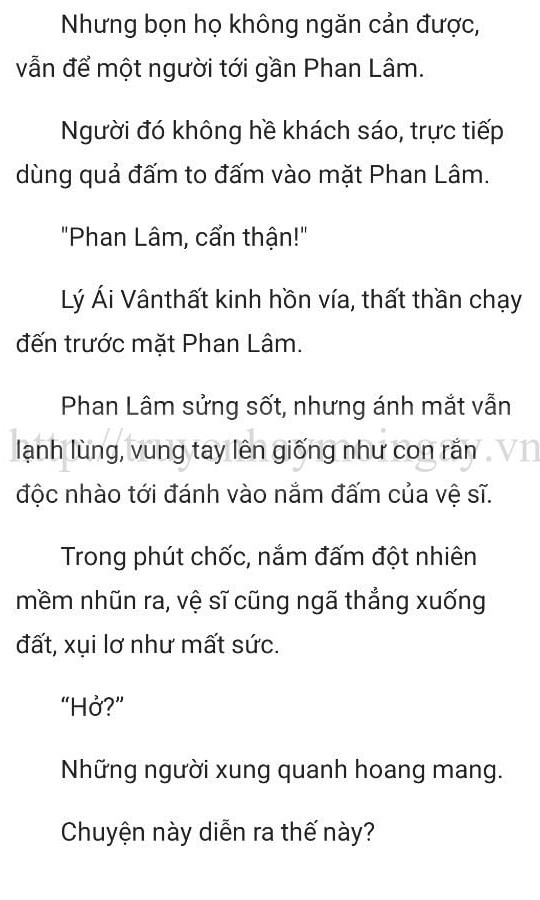 Nhưng bọn họ không ngăn cản được,
vẫn để một người tới gần Phan Lâm.
Người đó không hề khách sáo, trực tiếp
dùng quả đấm to đấm vào mặt Phan Lâm.
"Phan Lâm, cẩn thận!"
Lý Ái Vânthất kinh hồn vía, thất thần chạy
đến trước mặt Phan Lâm.
Phan Lâm sửng sốt, nhưng ánh mắt vẫn
lạnh lùng, vung tay lên giống như con rắn
http://truyenhaymoingay.vn
độc nhào tới đánh vào nắm đấm của vệ sĩ.
Trong phút chốc, nắm đấm đột nhiên
mềm nhũn ra, vệ sĩ cũng ngã thẳng xuống
đất, xụi lơ như mất sức.
“Hở?”
Những người xung quanh hoang mang.
Chuyện này diễn ra thế này?